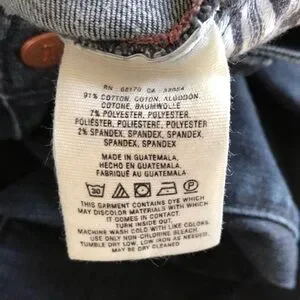 91% COTTON, COTON, ALGODON,
COTONE, BAUMWOLLE
7% POLYESTER, POLYESTER,
POLIESTER, POLIESTERE, POLYESTER
2% SPANDEX, SPANDEX, SPANDEX,
SPANDEX, SPANDEX
MADE IN GUATEMALA,
HECHO EN GUATEMALA,
FABRIQUÉ AU GUATEMALA
30
THIS GARMENT CONTAINS DYE WHICH
MAY DISCOLOR MATERIALS WITH WHICH
IT COMES IN CONTACT.
TURN INSIDE OUT.
MACHINE WASH COLD WITH LIKE COLORS.
USE ONLY NON-CHLORINE BLEACH.
TUMBLE DRY LOW, LOW IRON AS NEEDED.
MAY BE DRY CLEANED